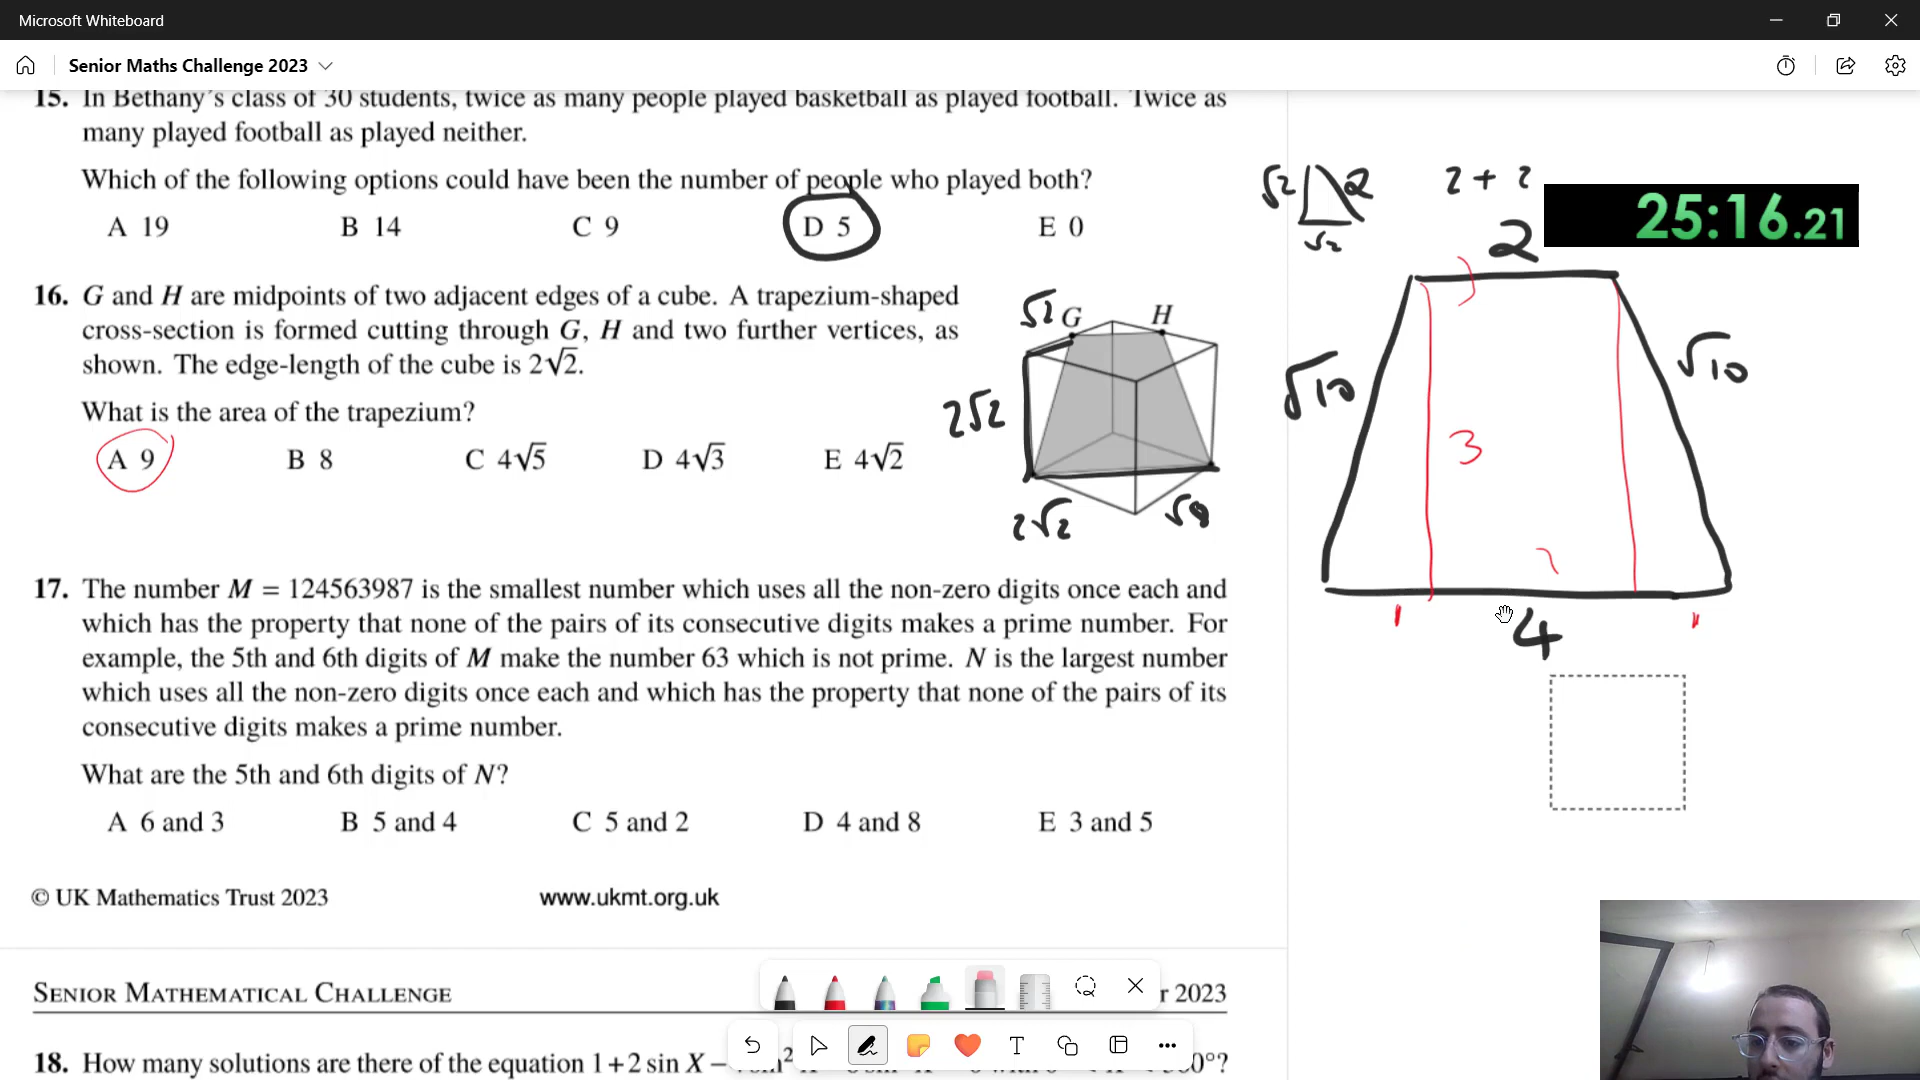 Microsoft Whiteboard
Senior Maths Challenge 2023
15. In Bethany's class of 30 students, twice as many people played basketball as played football. Twice as
many played football as played neither.
Which of the following options could have been the number of people who played both?
A 19 B 14 C 9 D 5 E 0
√2 2 2 + 2
√2 2
25:16.21
16. G and H are midpoints of two adjacent edges of a cube. A trapezium-shaped
cross-section is formed cutting through G, H and two further vertices, as
shown. The edge-length of the cube is 2√2.
What is the area of the trapezium?
A 9 B 8 C 4√5 D 4√3 E 4√2
√2 G H
2√2
2√2 √8
√10 √10
3
2
1 4 1
17. The number M = 124563987 is the smallest number which uses all the non-zero digits once each and
which has the property that none of the pairs of its consecutive digits makes a prime number. For
example, the 5th and 6th digits of M make the number 63 which is not prime. N is the largest number
which uses all the non-zero digits once each and which has the property that none of the pairs of its
consecutive digits makes a prime number.
What are the 5th and 6th digits of N?
A 6 and 3 B 5 and 4 C 5 and 2 D 4 and 8 E 3 and 5
© UK Mathematics Trust 2023 www.ukmt.org.uk
SENIOR MATHEMATICAL CHALLENGE r 2023
18. How many solutions are there of the equation 1+2 sin X − 0°?
T